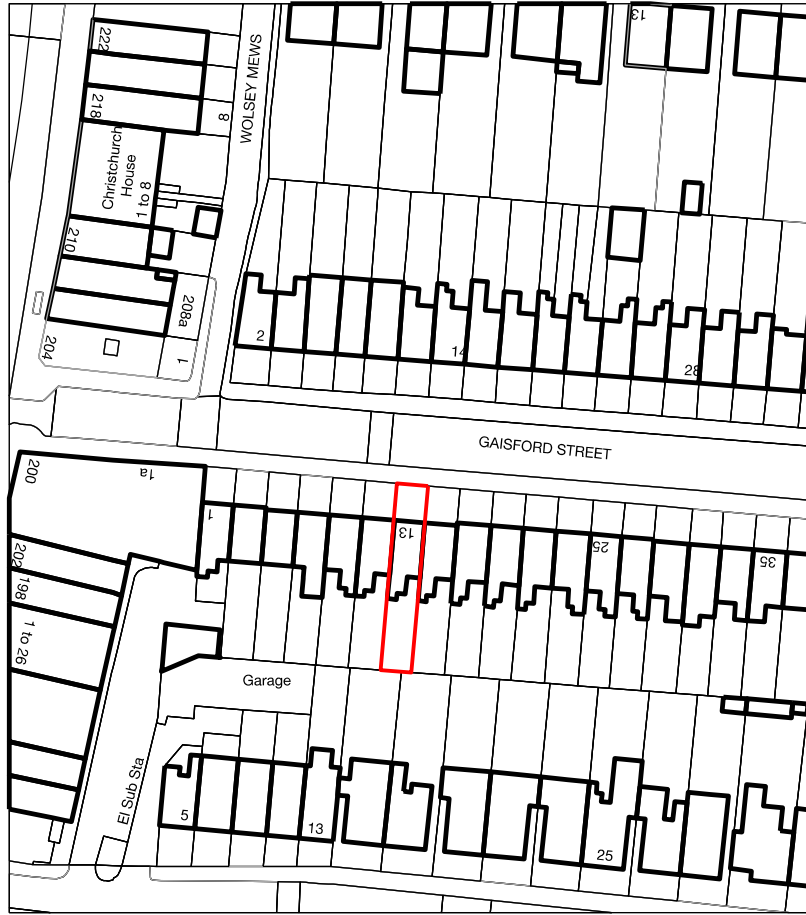 222
218
Christchurch
House
1 to 8
210
208a
204
1
8
WOLSEY MEWS
13
2
14
28
GAISFORD STREET
200
1a
1
13
25
35
202
198
1 to 26
Garage
El Sub Sta
5
13
25